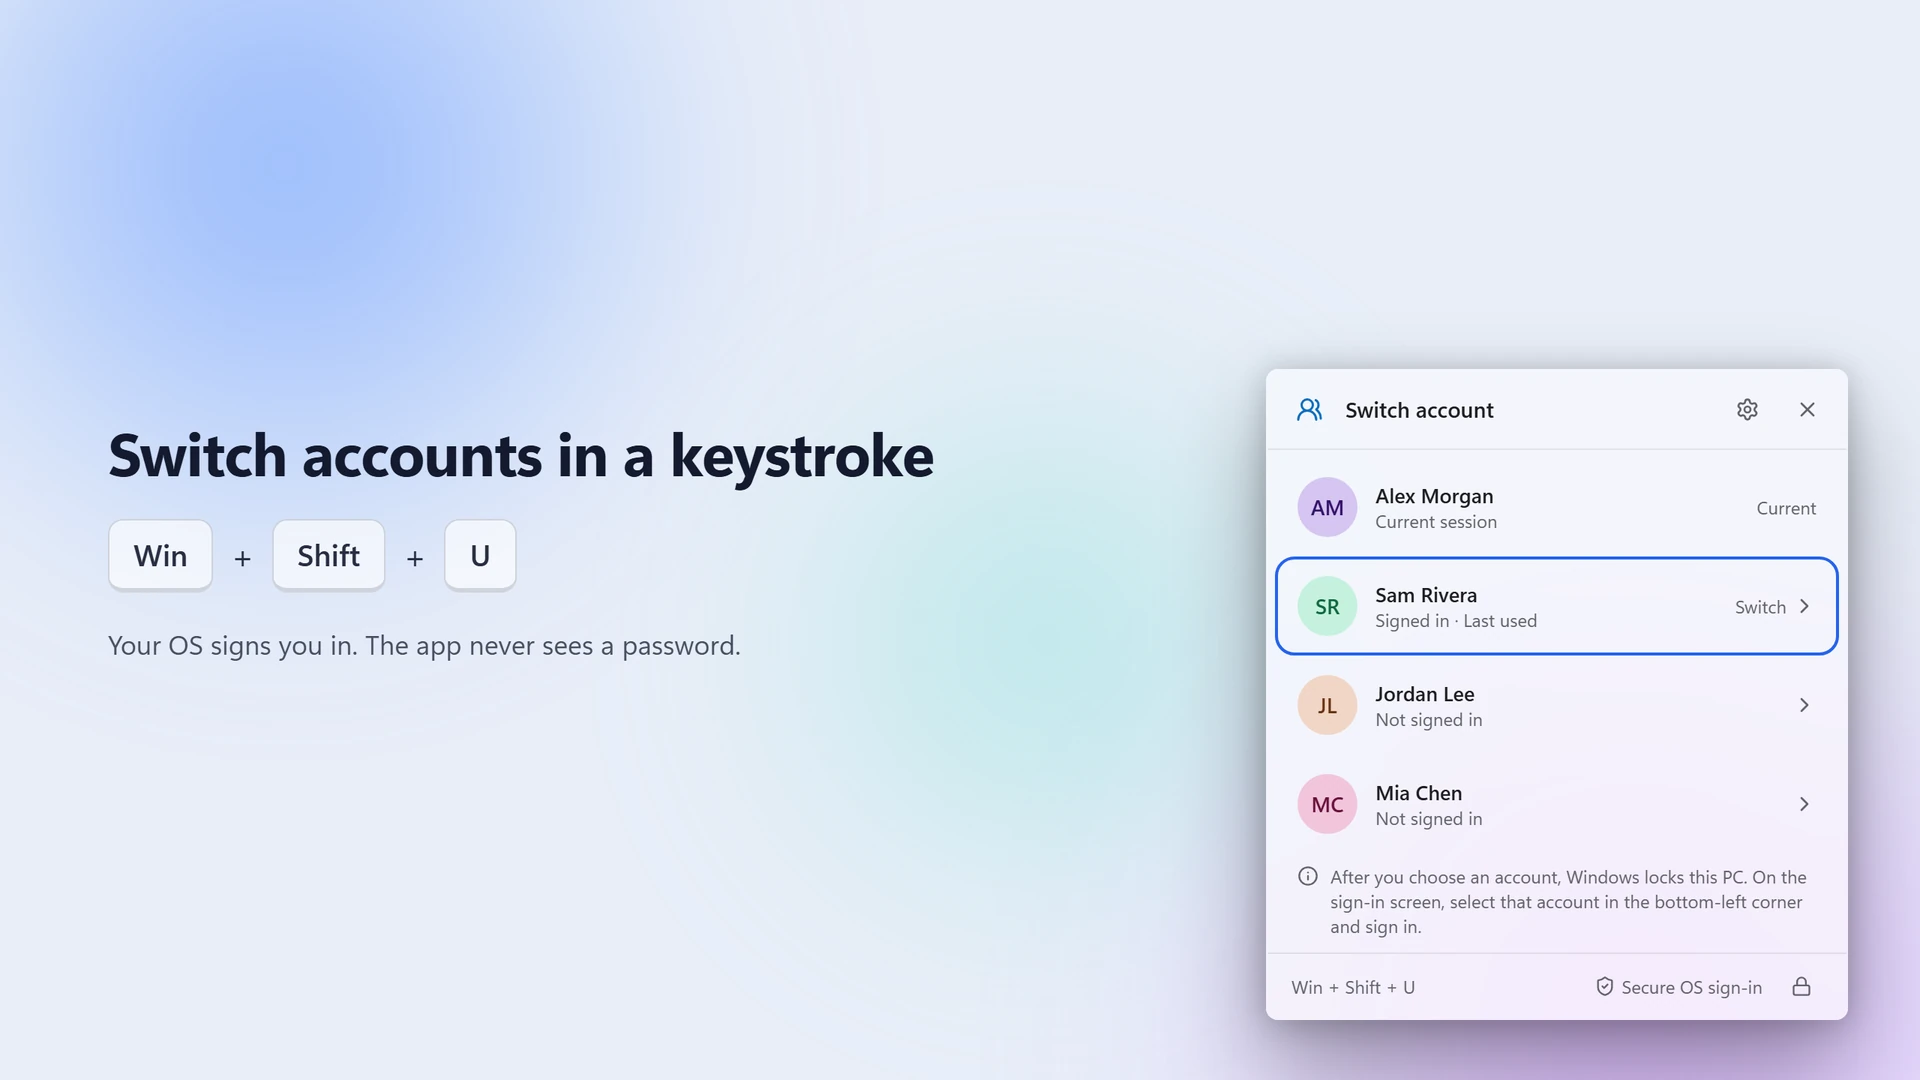 Switch accounts in a keystroke
Win + Shift + U
Your OS signs you in. The app never sees a password.
Switch account
AM
Alex Morgan
Current session
Current
SR
Sam Rivera
Signed in · Last used
Switch
JL
Jordan Lee
Not signed in
MC
Mia Chen
Not signed in
After you choose an account, Windows locks this PC. On the
sign-in screen, select that account in the bottom-left corner
and sign in.
Win + Shift + U
Secure OS sign-in